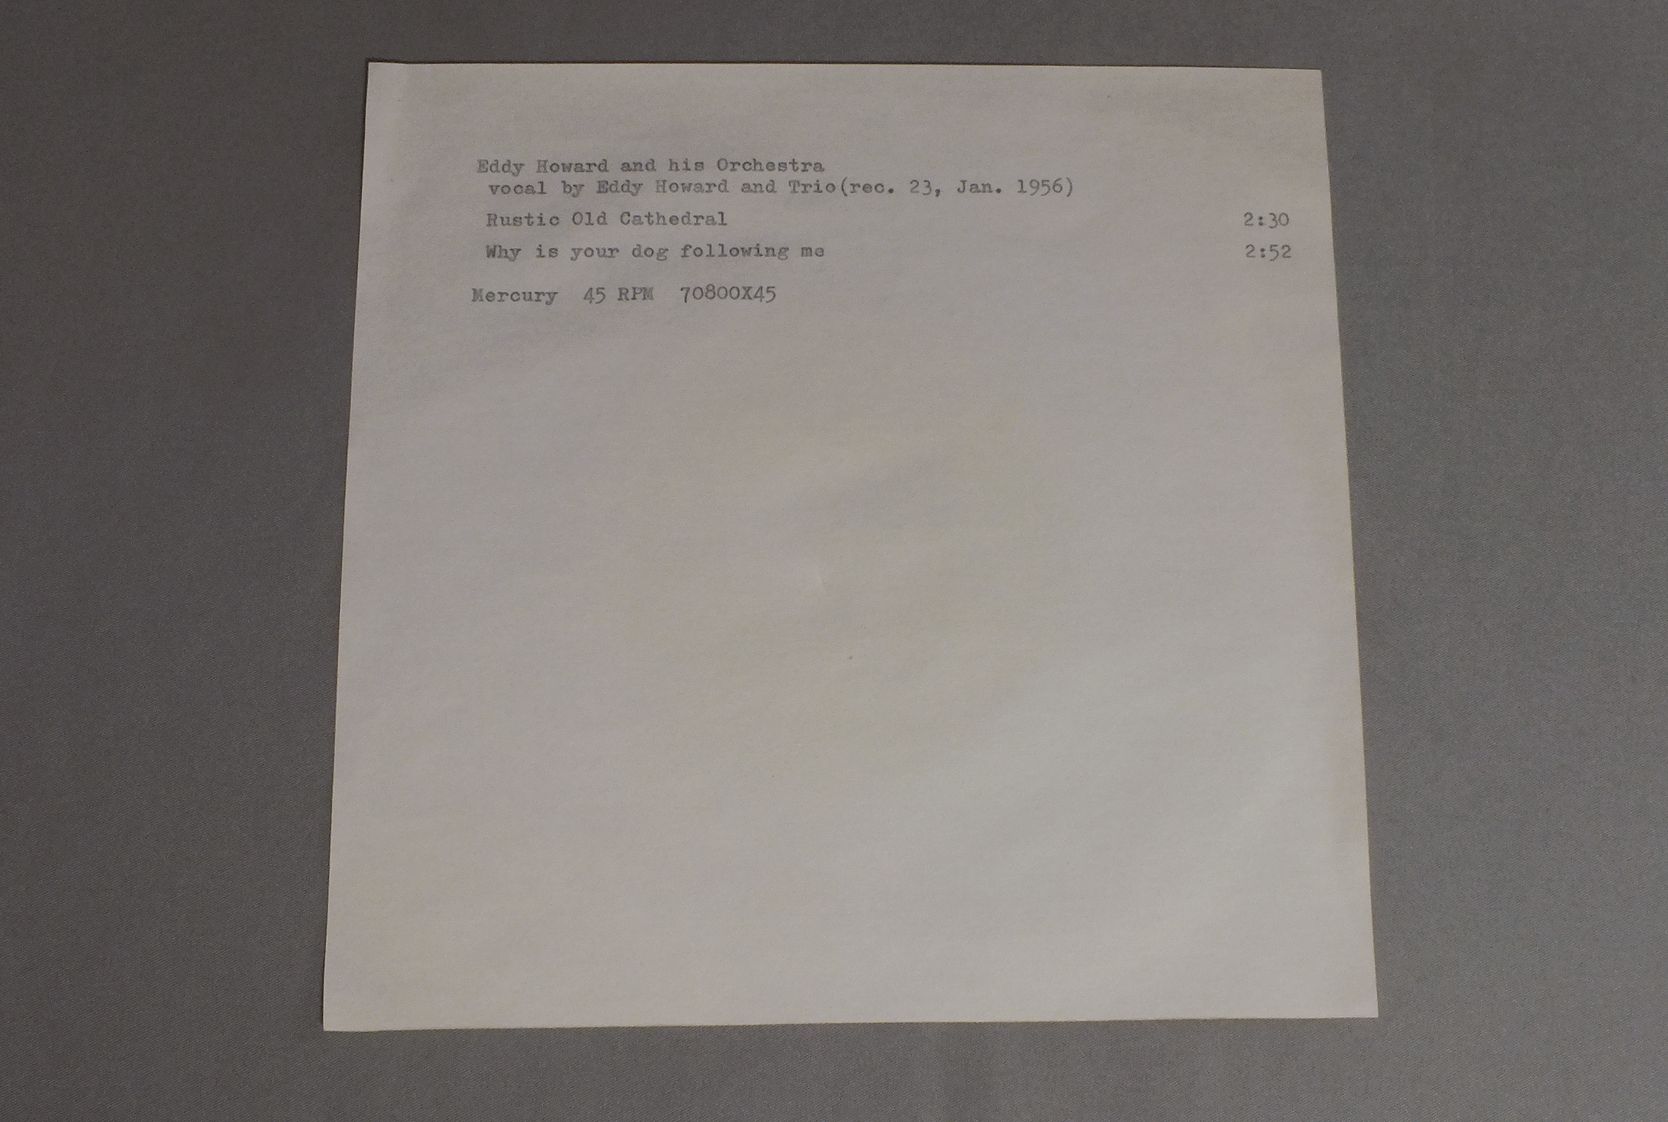 Eddy Howard and his Orchestra
vocal by Eddy Howard and Trio(rec. 23, Jan. 1956)
Rustic Old Cathedral 2:30
Why is your dog following me 2:52
Mercury 45 RPM 70800X45